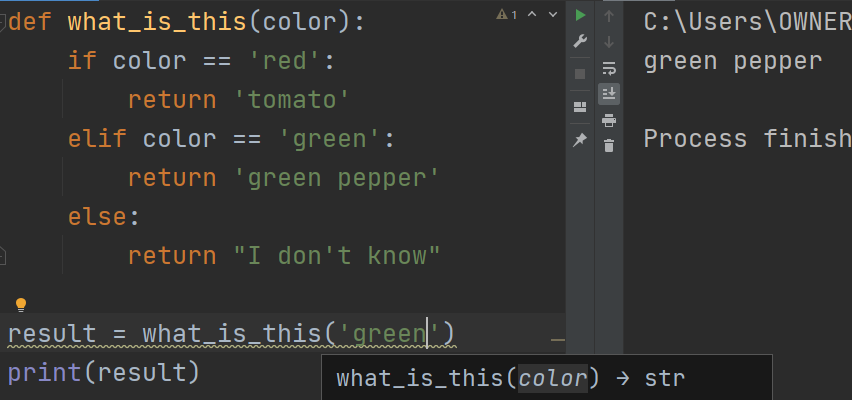 def what_is_this(color):
if color == 'red':
return 'tomato'
elif color == 'green':
return 'green pepper'
else:
return "I don't know"
result = what_is_this('green')
print(result)
what_is_this(color) → str
1
C:\Users\OWNER
green pepper
Process finish